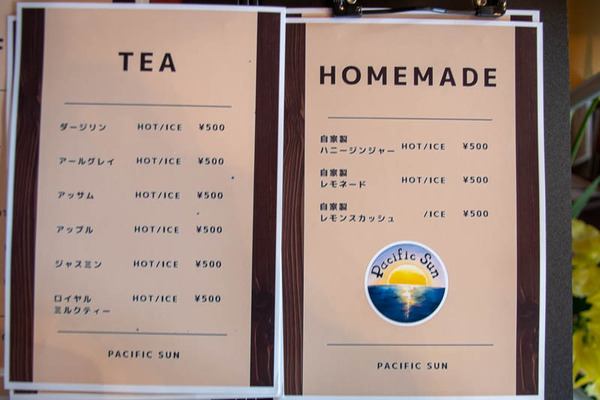 TEA
ダージリン HOT/ICE ¥500
アールグレイ HOT/ICE ¥500
アッサム HOT/ICE ¥500
アップル HOT/ICE ¥500
ジャスミン HOT/ICE ¥500
ロイヤル HOT/ICE ¥500
ミルクティー
PACIFIC SUN
HOMEMADE
自家製
ハニージンジャー HOT/ICE ¥500
自家製
レモネード HOT/ICE ¥500
自家製
レモンスカッシュ /ICE ¥500
Pacific Sun
PACIFIC SUN